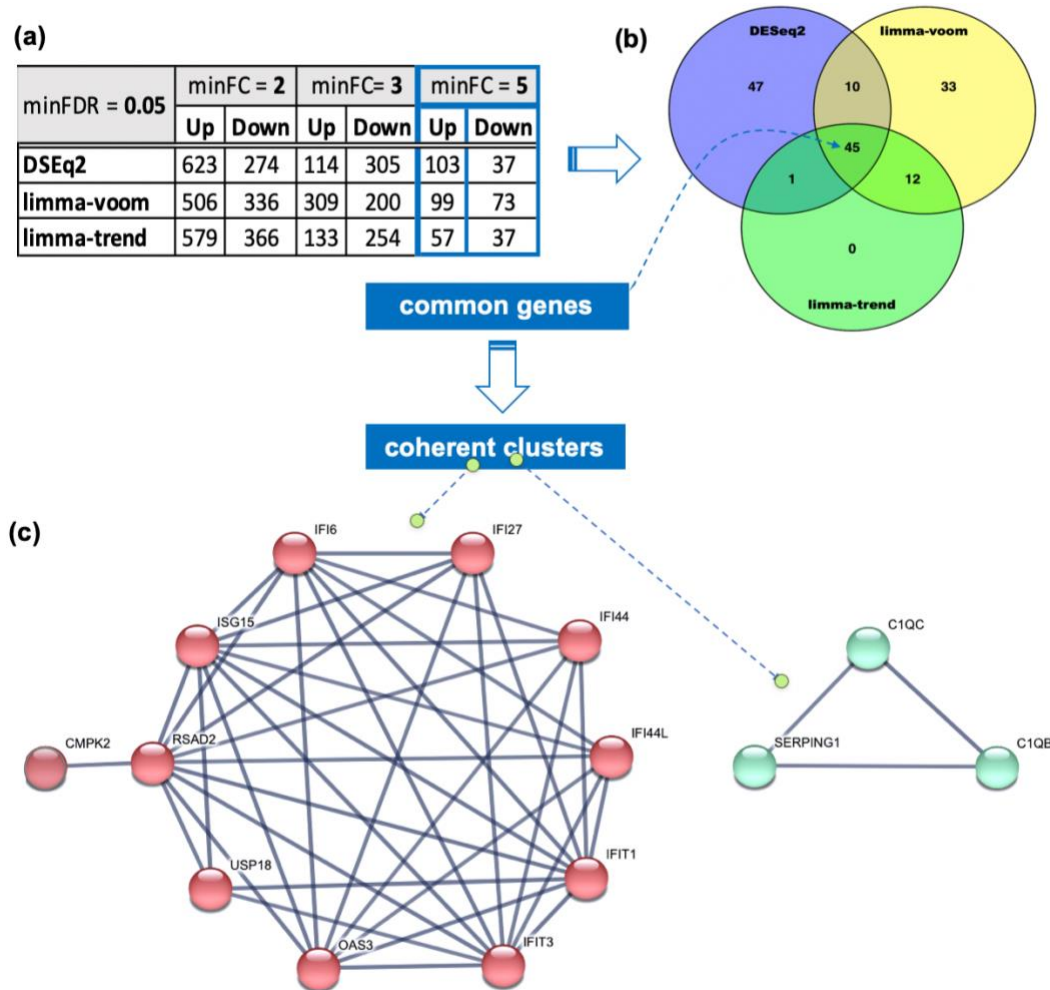 (a)
minFDR = 0.05 minFC = 2 minFC= 3 minFC = 5
Up Down Up Down Up Down
DSEq2 623 274 114 305 103 37
limma-voom 506 336 309 200 99 73
limma-trend 579 366 133 254 57 37
(b)
DESeq2 limma-voom
47 10 33
45
1 12
0
limma-trend
common genes
coherent clusters
(c)
IFI6 IFI27
ISG15 IFI44
CMPK2 RSAD2 IFI44L
USP18 IFIT1
OAS3 IFIT3
C1QC
SERPING1 C1QB